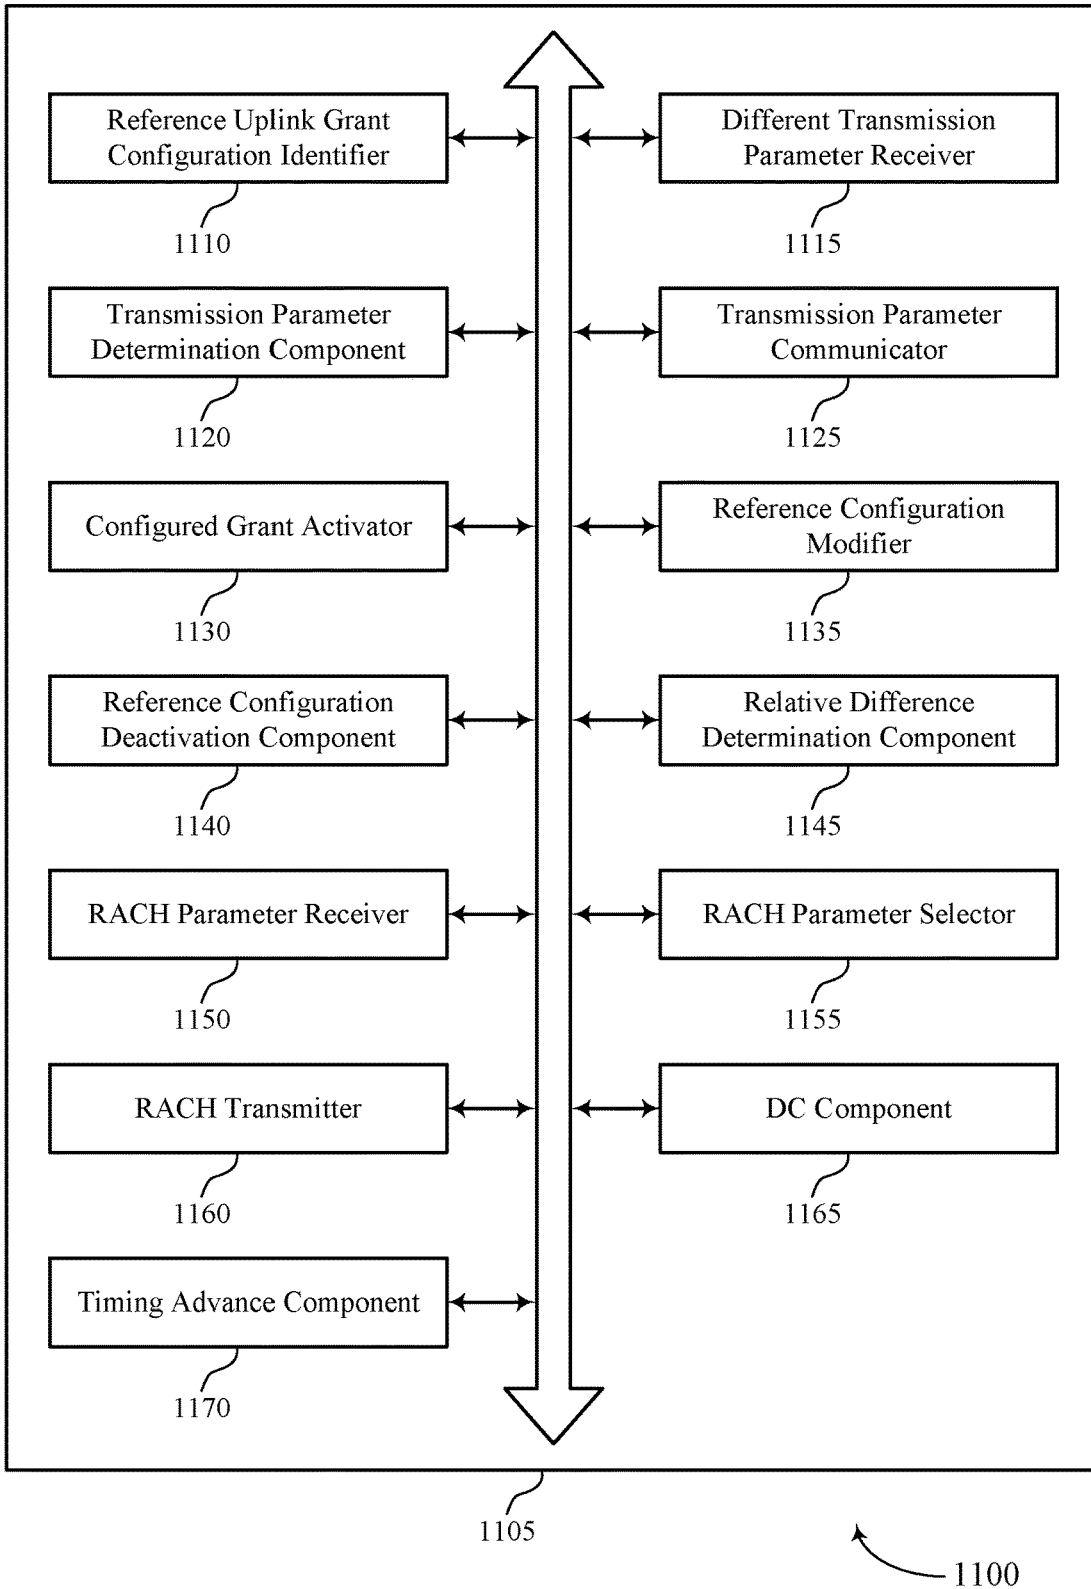 Reference Uplink Grant
Configuration Identifier
1110
Different Transmission
Parameter Receiver
1115
Transmission Parameter
Determination Component
1120
Transmission Parameter
Communicator
1125
Configured Grant Activator
1130
Reference Configuration
Modifier
1135
Reference Configuration
Deactivation Component
1140
Relative Difference
Determination Component
1145
RACH Parameter Receiver
1150
RACH Parameter Selector
1155
RACH Transmitter
1160
DC Component
1165
Timing Advance Component
1170
1105
1100